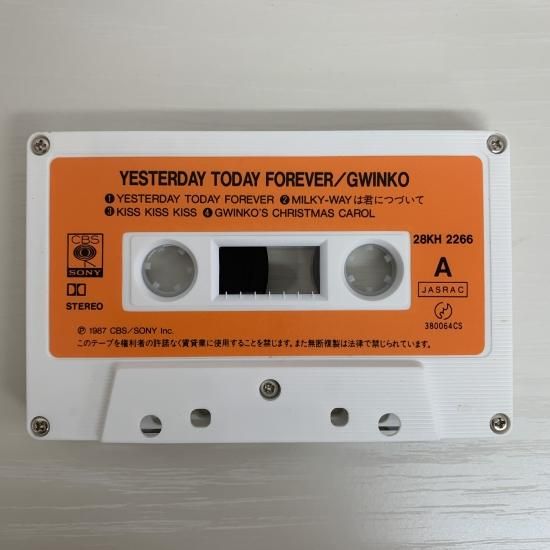 YESTERDAY TODAY FOREVER/GWINKO
① YESTERDAY TODAY FOREVER ② MILKY-WAYは君につづいて
③ KISS KISS KISS ④ GWINKO'S CHRISTMAS CAROL
CBS
SONY
28KH 2266
A
STEREO
JASRAC
380064CS
Ⓟ 1987 CBS/SONY Inc.
このテープを権利者の許諾なく賃貸業に使用することを禁じます。また無断複製は法律で禁じられています。